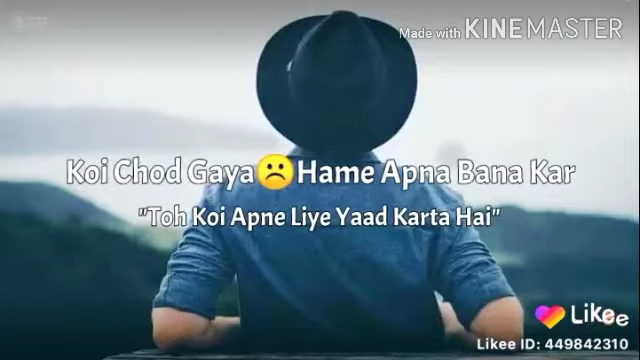 Made with KINEMASTER
Koi Chod Gaya☹️Hame Apna Bana Kar
"Toh Koi Apne Liye Yaad Karta Hai"
Likee
Likee ID: 449842310